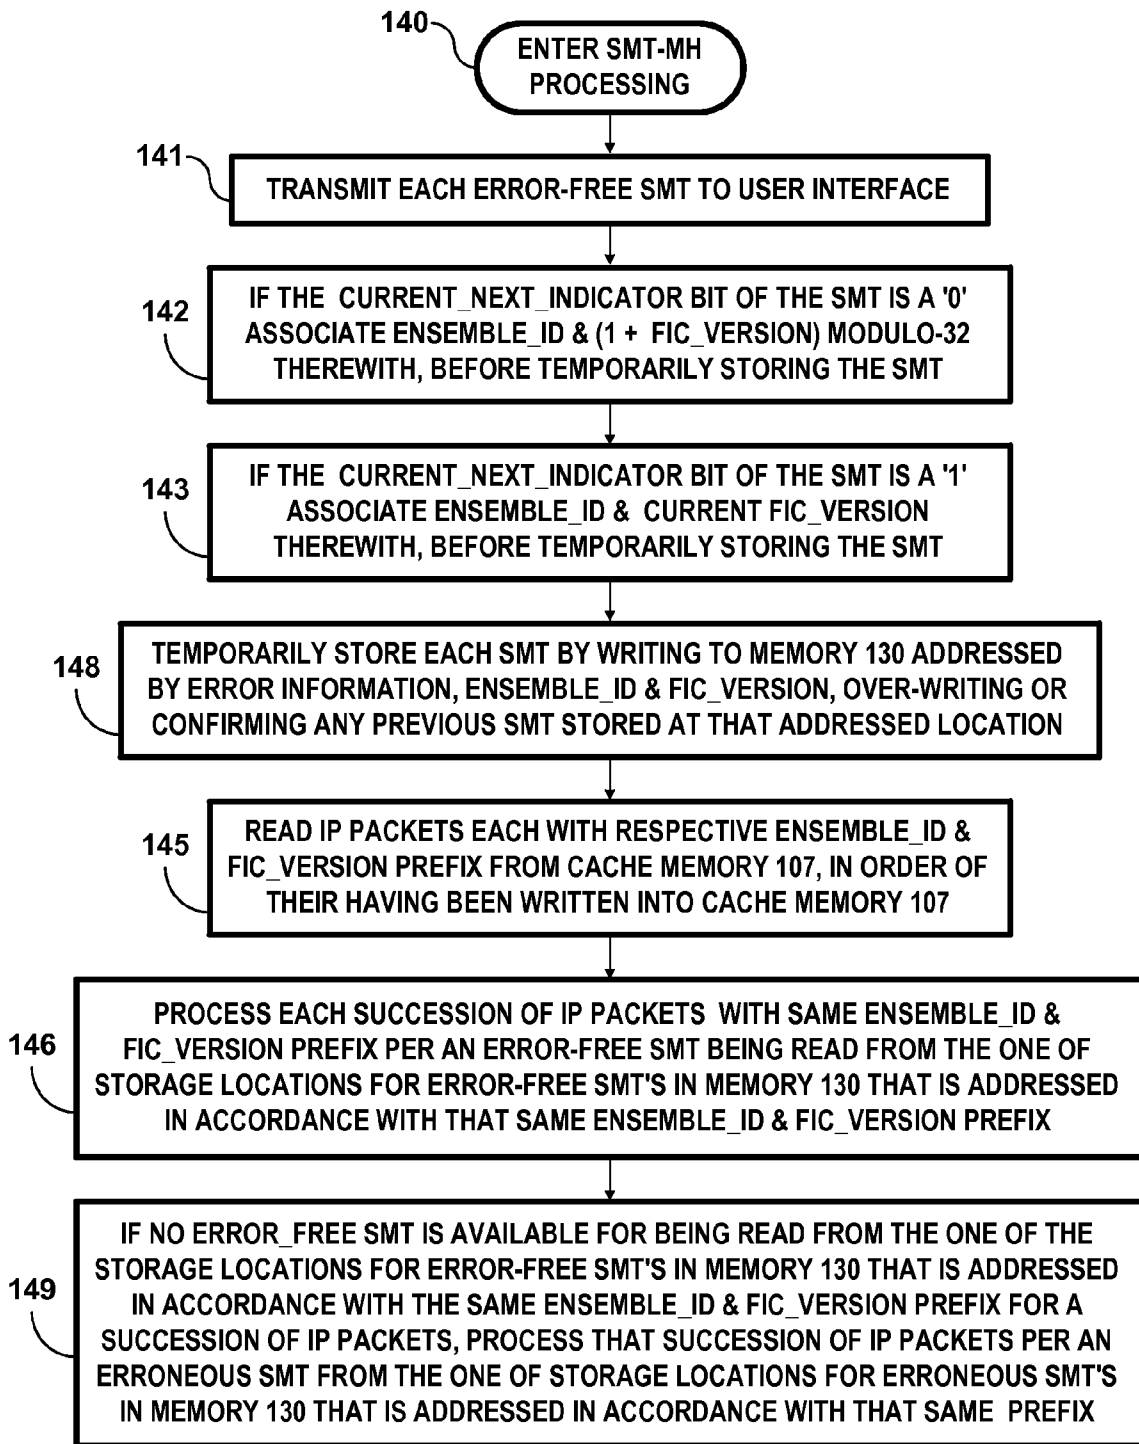 140
ENTER SMT-MH
PROCESSING
141
TRANSMIT EACH ERROR-FREE SMT TO USER INTERFACE
142
IF THE CURRENT_NEXT_INDICATOR BIT OF THE SMT IS A '0'
ASSOCIATE ENSEMBLE_ID & (1 + FIC_VERSION) MODULO-32
THEREWITH, BEFORE TEMPORARILY STORING THE SMT
143
IF THE CURRENT_NEXT_INDICATOR BIT OF THE SMT IS A '1'
ASSOCIATE ENSEMBLE_ID & CURRENT FIC_VERSION
THEREWITH, BEFORE TEMPORARILY STORING THE SMT
148
TEMPORARILY STORE EACH SMT BY WRITING TO MEMORY 130 ADDRESSED
BY ERROR INFORMATION, ENSEMBLE_ID & FIC_VERSION, OVER-WRITING OR
CONFIRMING ANY PREVIOUS SMT STORED AT THAT ADDRESSED LOCATION
145
READ IP PACKETS EACH WITH RESPECTIVE ENSEMBLE_ID &
FIC_VERSION PREFIX FROM CACHE MEMORY 107, IN ORDER OF
THEIR HAVING BEEN WRITTEN INTO CACHE MEMORY 107
146
PROCESS EACH SUCCESSION OF IP PACKETS WITH SAME ENSEMBLE_ID &
FIC_VERSION PREFIX PER AN ERROR-FREE SMT BEING READ FROM THE ONE OF
STORAGE LOCATIONS FOR ERROR-FREE SMT'S IN MEMORY 130 THAT IS ADDRESSED
IN ACCORDANCE WITH THAT SAME ENSEMBLE_ID & FIC_VERSION PREFIX
149
IF NO ERROR_FREE SMT IS AVAILABLE FOR BEING READ FROM THE ONE OF THE
STORAGE LOCATIONS FOR ERROR-FREE SMT'S IN MEMORY 130 THAT IS ADDRESSED
IN ACCORDANCE WITH THE SAME ENSEMBLE_ID & FIC_VERSION PREFIX FOR A
SUCCESSION OF IP PACKETS, PROCESS THAT SUCCESSION OF IP PACKETS PER AN
ERRONEOUS SMT FROM THE ONE OF STORAGE LOCATIONS FOR ERRONEOUS SMT'S
IN MEMORY 130 THAT IS ADDRESSED IN ACCORDANCE WITH THAT SAME PREFIX